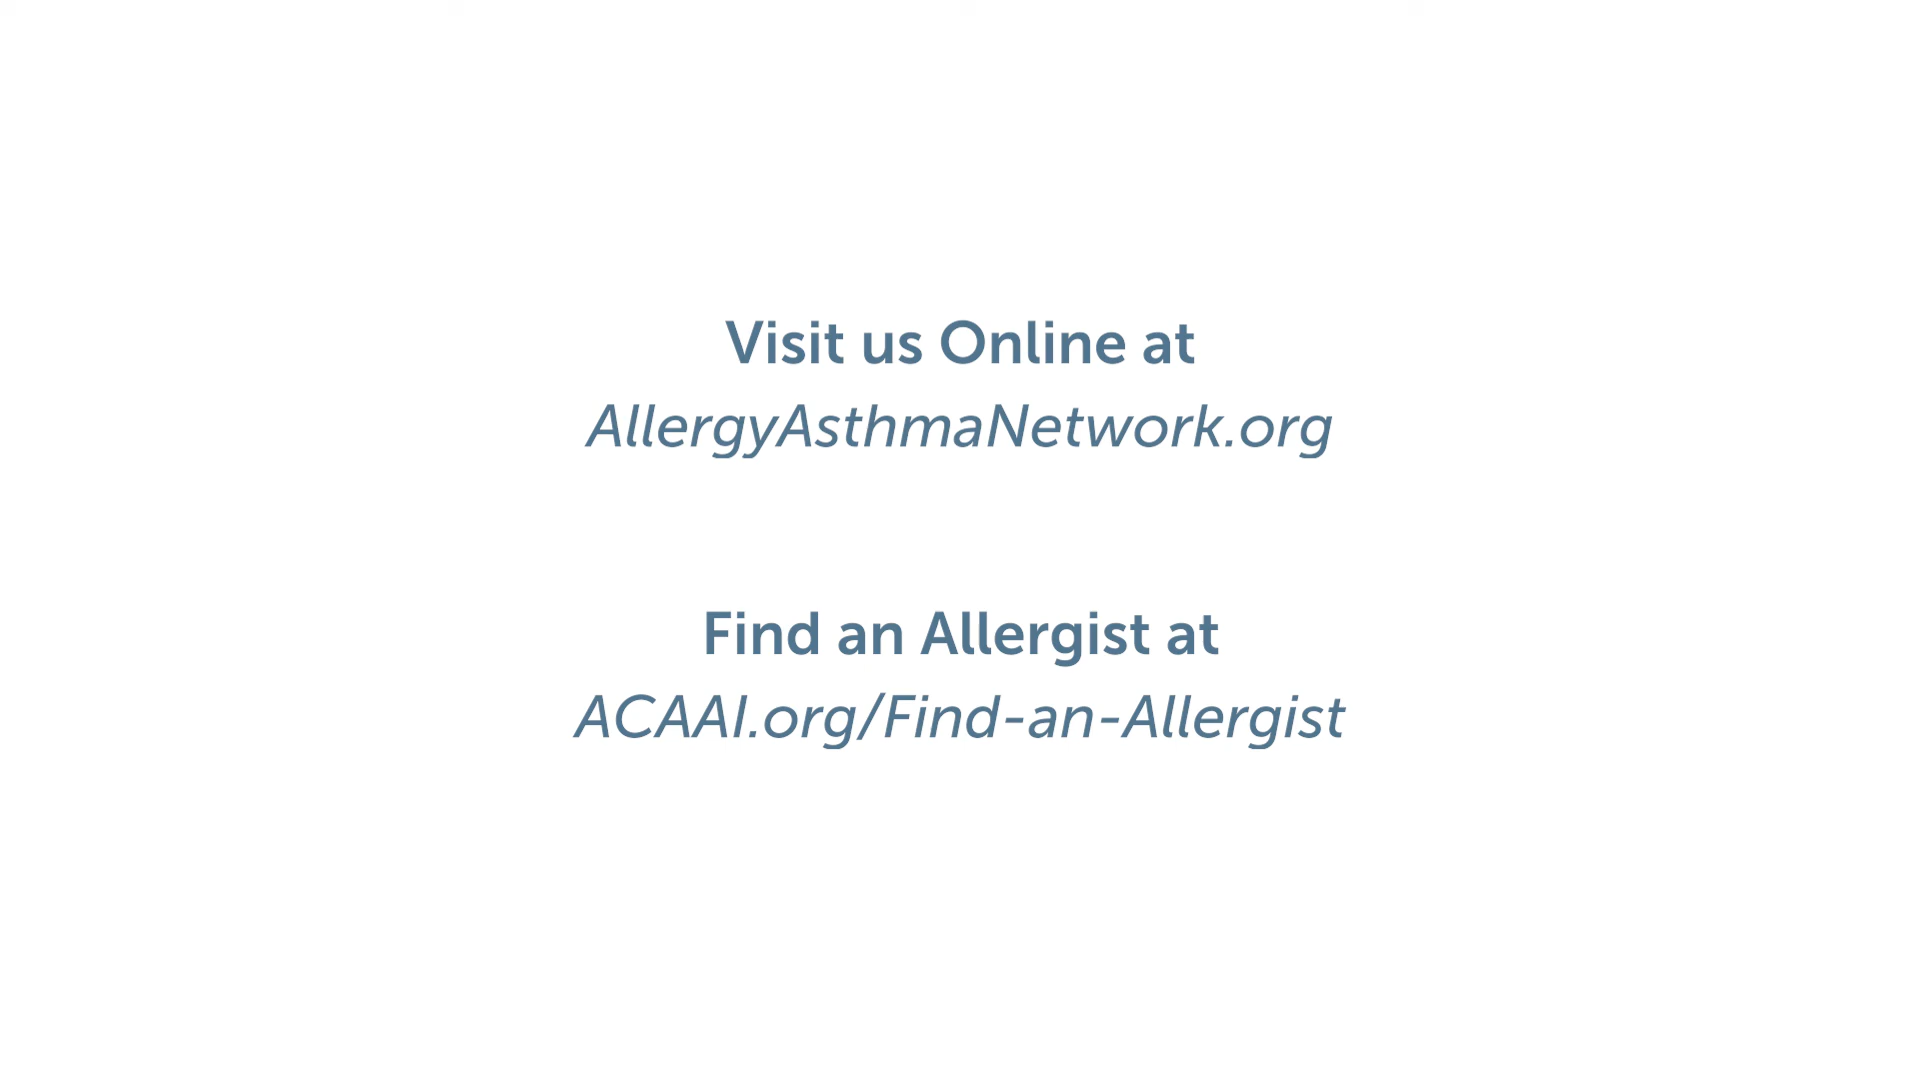 Visit us Online at
AllergyAsthmaNetwork.org
Find an Allergist at
ACAAI.org/Find-an-Allergist